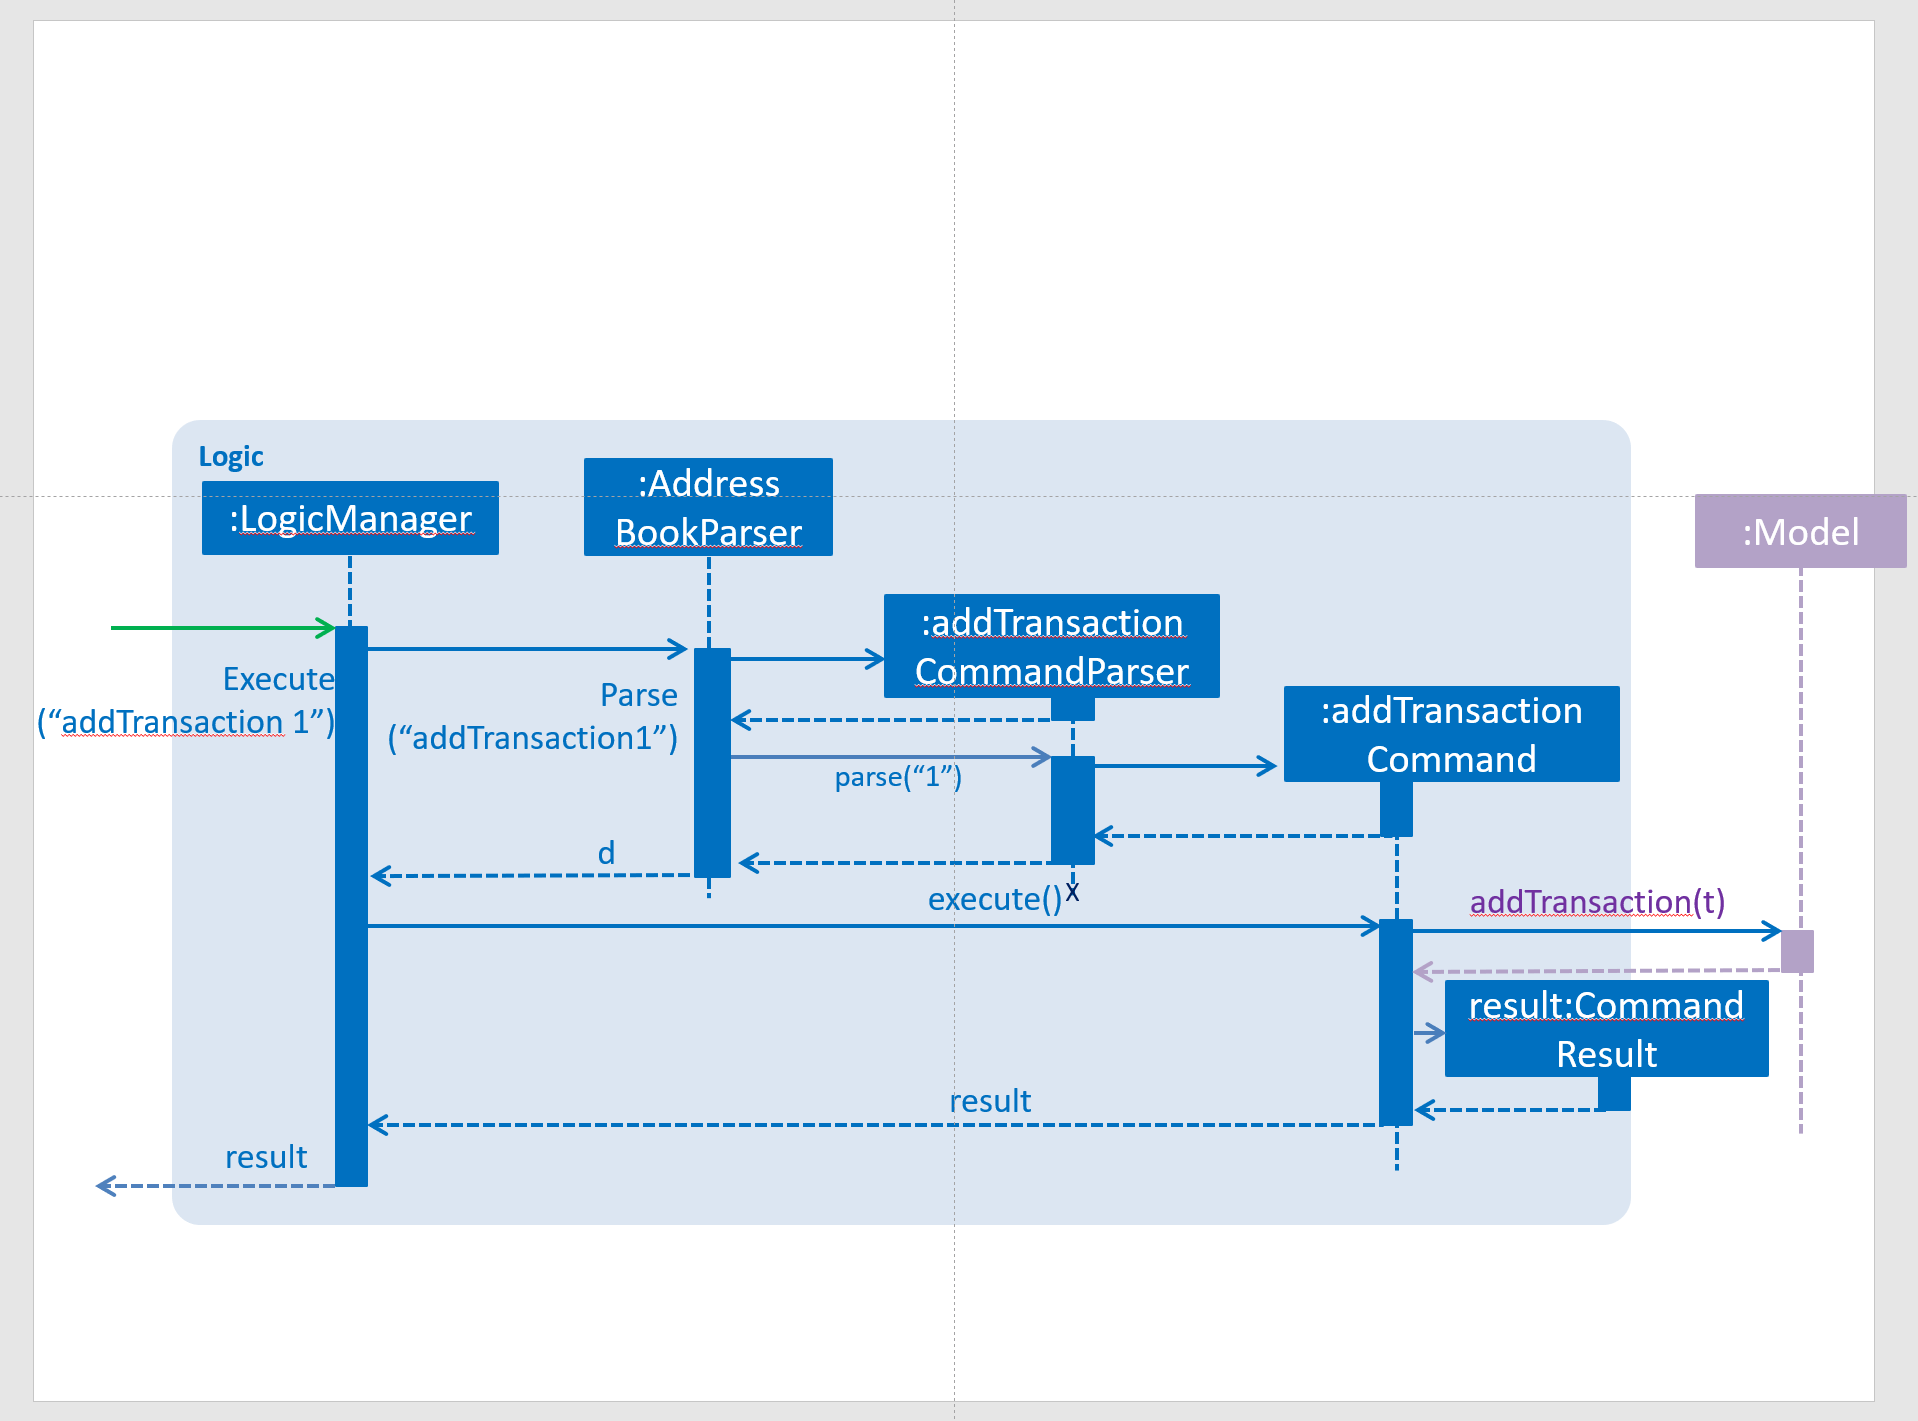 Logic
:LogicManager
:Address
BookParser
:Model
:addTransaction
CommandParser
Execute
(“addTransaction 1”)
Parse
(“addTransaction1”)
:addTransaction
Command
parse(“1”)
d
execute()
X
addTransaction(t)
result:Command
Result
result
result